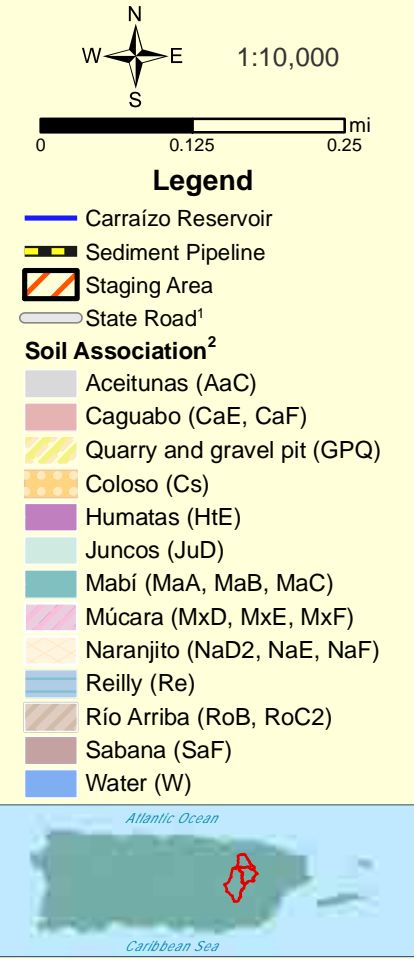 N
W E 1:10,000
S
mi
0 0.125 0.25
Legend
Carraízo Reservoir
Sediment Pipeline
Staging Area
State Road¹
Soil Association²
Aceitunas (AaC)
Caguabo (CaE, CaF)
Quarry and gravel pit (GPQ)
Coloso (Cs)
Humatas (HtE)
Juncos (JuD)
Mabí (MaA, MaB, MaC)
Múcara (MxD, MxE, MxF)
Naranjito (NaD2, NaE, NaF)
Reilly (Re)
Río Arriba (RoB, RoC2)
Sabana (SaF)
Water (W)
Atlantic Ocean
Caribbean Sea